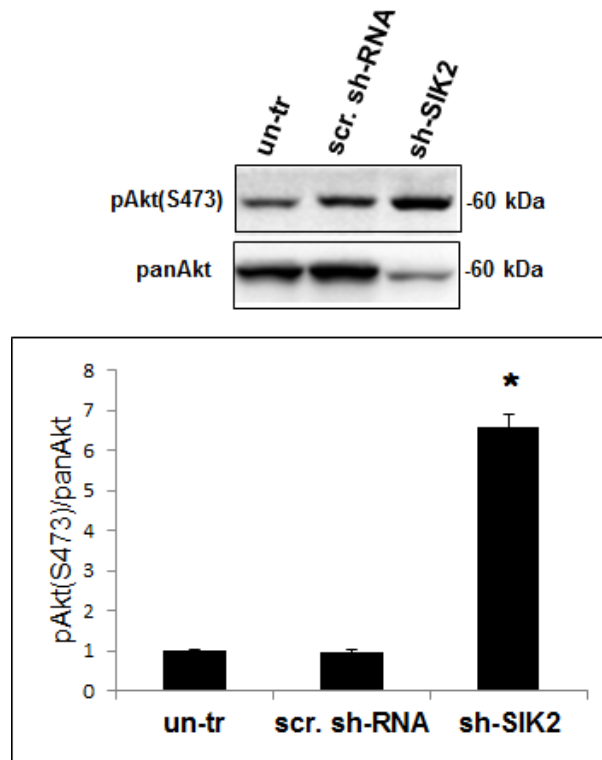 un-tr
scr. sh-RNA
sh-SIK2
pAkt(S473)
-60 kDa
panAkt
-60 kDa
pAkt(S473)/panAkt
8
7
6
5
4
3
2
1
0
*
un-tr
scr. sh-RNA
sh-SIK2